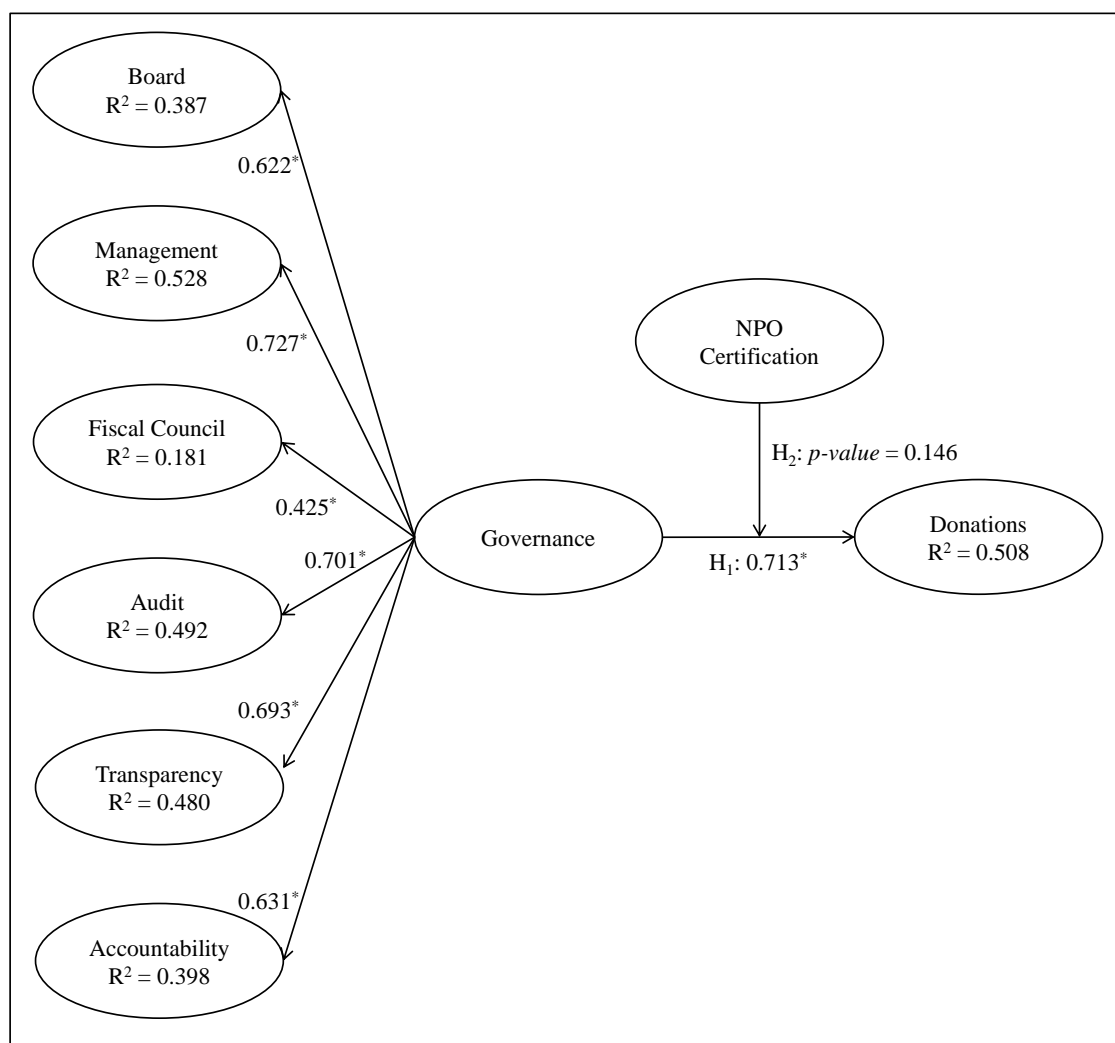 Board
R² = 0.387
0.622*
Management
R² = 0.528
0.727*
Fiscal Council
R² = 0.181
0.425*
Audit
R² = 0.492
0.701*
Transparency
R² = 0.480
0.693*
Accountability
R² = 0.398
0.631*
Governance
NPO
Certification
H₂: p-value = 0.146
H₁: 0.713*
Donations
R² = 0.508